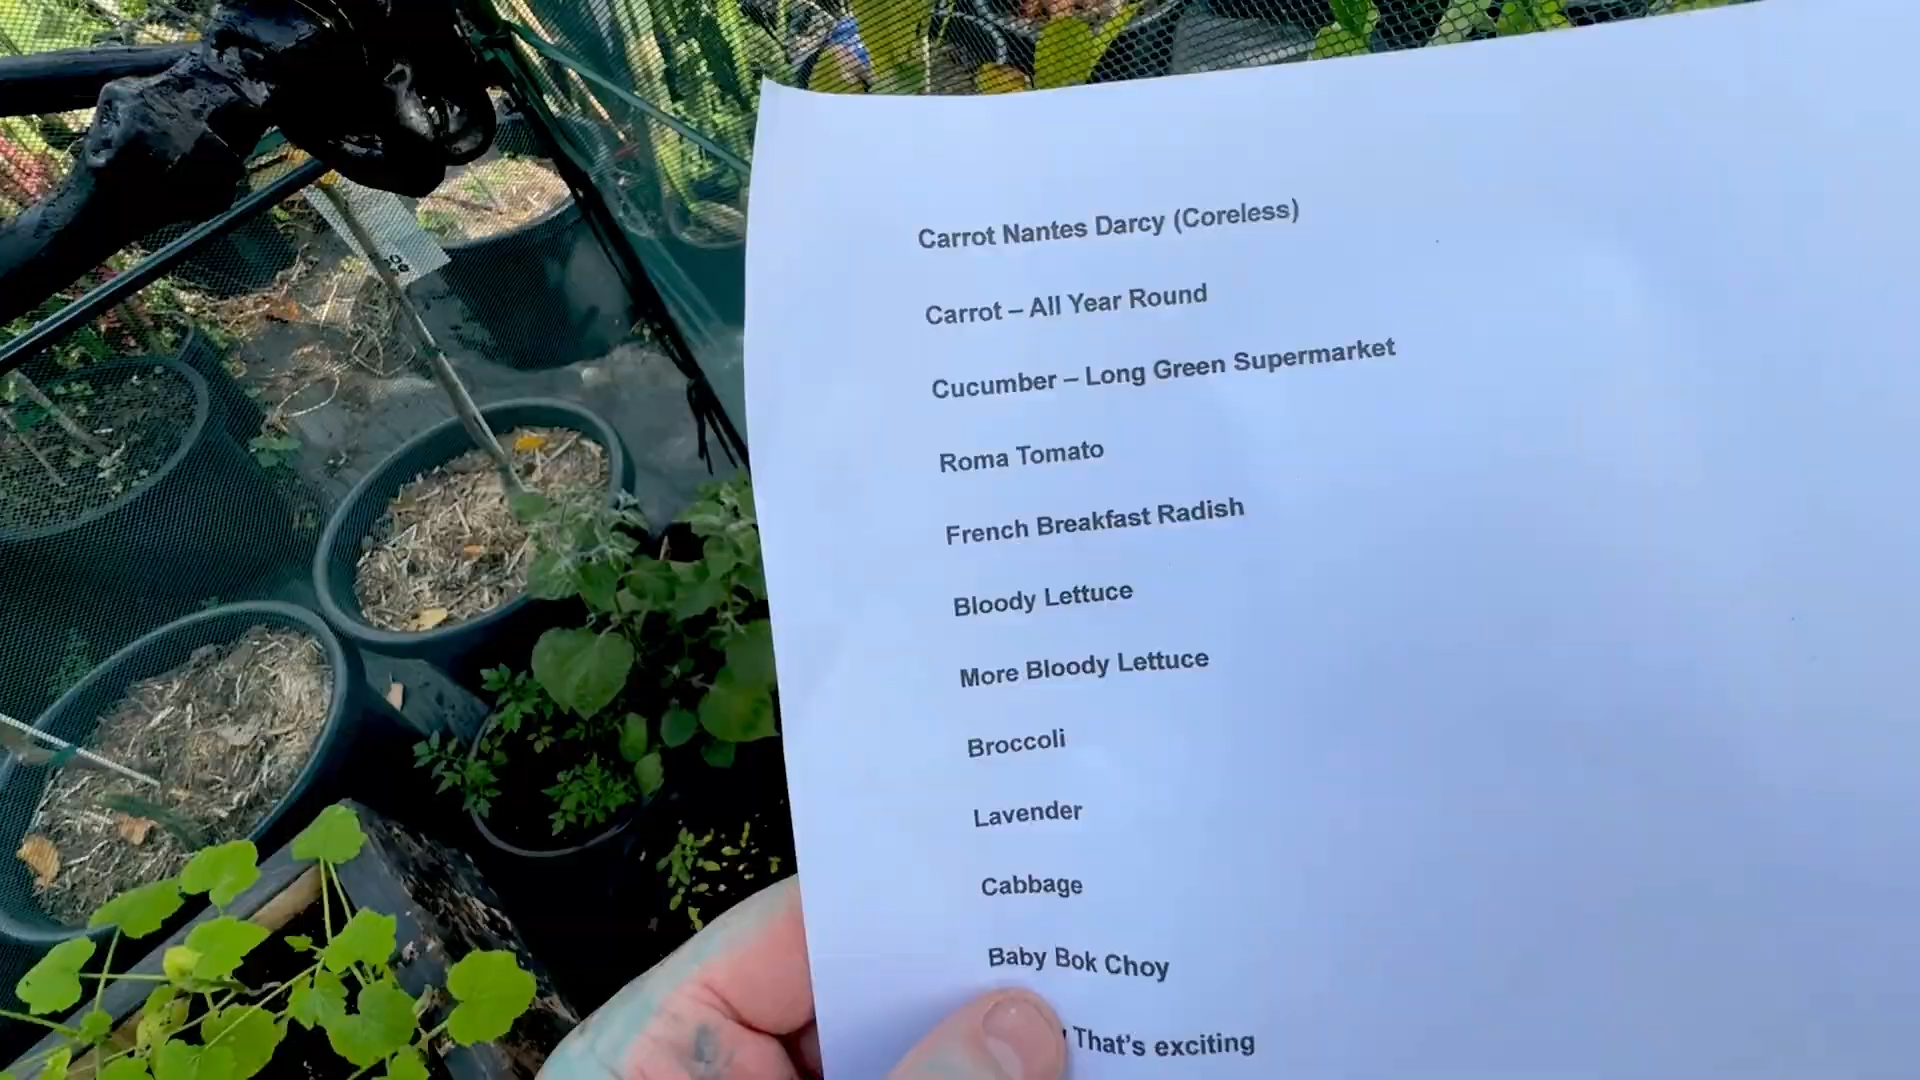 Carrot Nantes Darcy (Coreless)
Carrot – All Year Round
Cucumber – Long Green Supermarket
Roma Tomato
French Breakfast Radish
Bloody Lettuce
More Bloody Lettuce
Broccoli
Lavender
Cabbage
Baby Bok Choy
That's exciting